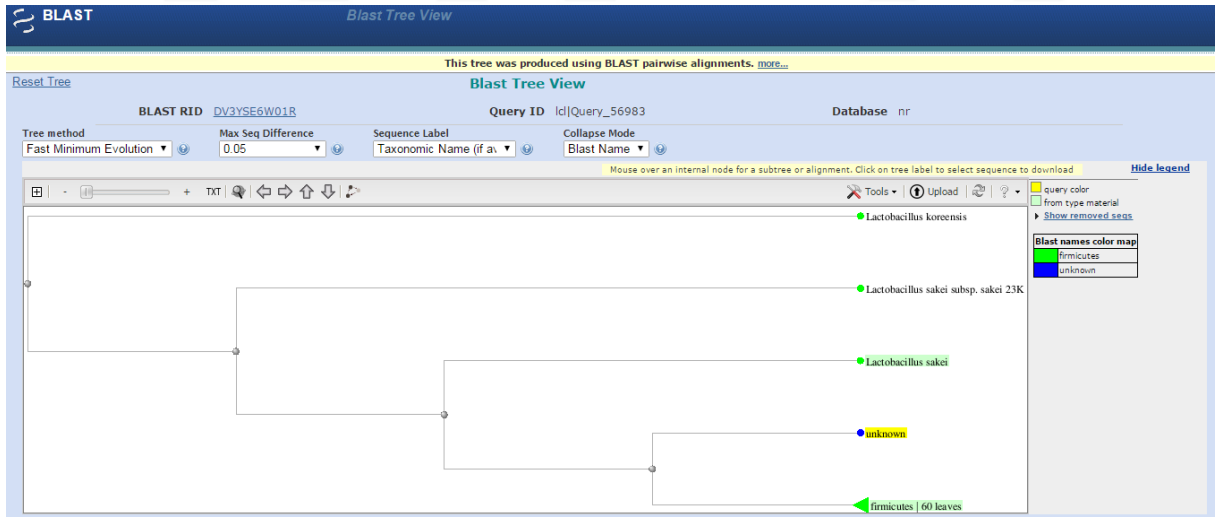 BLAST Blast Tree View
This tree was produced using BLAST pairwise alignments. more...
Reset Tree Blast Tree View
BLAST RID DV3YSE6W01R Query ID lcl|Query_56983 Database nr
Tree method Max Seq Difference Sequence Label Collapse Mode
Fast Minimum Evolution 0.05 Taxonomic Name (if av Blast Name
Mouse over an internal node for a subtree or alignment. Click on tree label to select sequence to download Hide legend
- + TXT Tools Upload ? query color
from type material
Show removed seqs
Lactobacillus koreensis
Blast names color map
firmicutes
unknown
Lactobacillus sakei subsp. sakei 23K
Lactobacillus sakei
unknown
firmicutes | 60 leaves